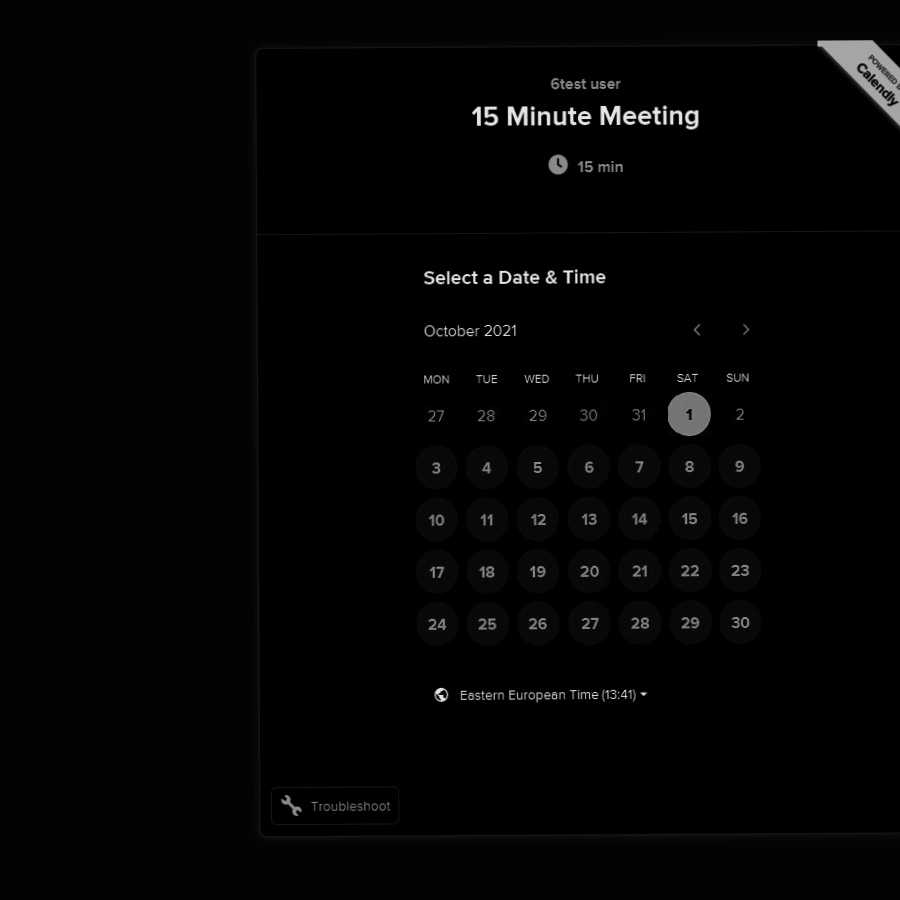 POWERED
Calendly
6test user
15 Minute Meeting
15 min
Select a Date & Time
October 2021
MON TUE WED THU FRI SAT SUN
27 28 29 30 31 1 2
3 4 5 6 7 8 9
10 11 12 13 14 15 16
17 18 19 20 21 22 23
24 25 26 27 28 29 30
Eastern European Time (13:41)
Troubleshoot